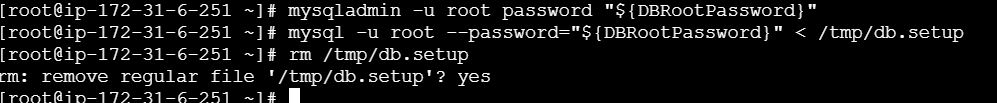 [root@ip-172-31-6-251 ~]# mysqladmin -u root password "${DBRootPassword}"
[root@ip-172-31-6-251 ~]# mysql -u root --password="${DBRootPassword}" < /tmp/db.setup
[root@ip-172-31-6-251 ~]# rm /tmp/db.setup
rm: remove regular file '/tmp/db.setup'? yes
[root@ip-172-31-6-251 ~]#